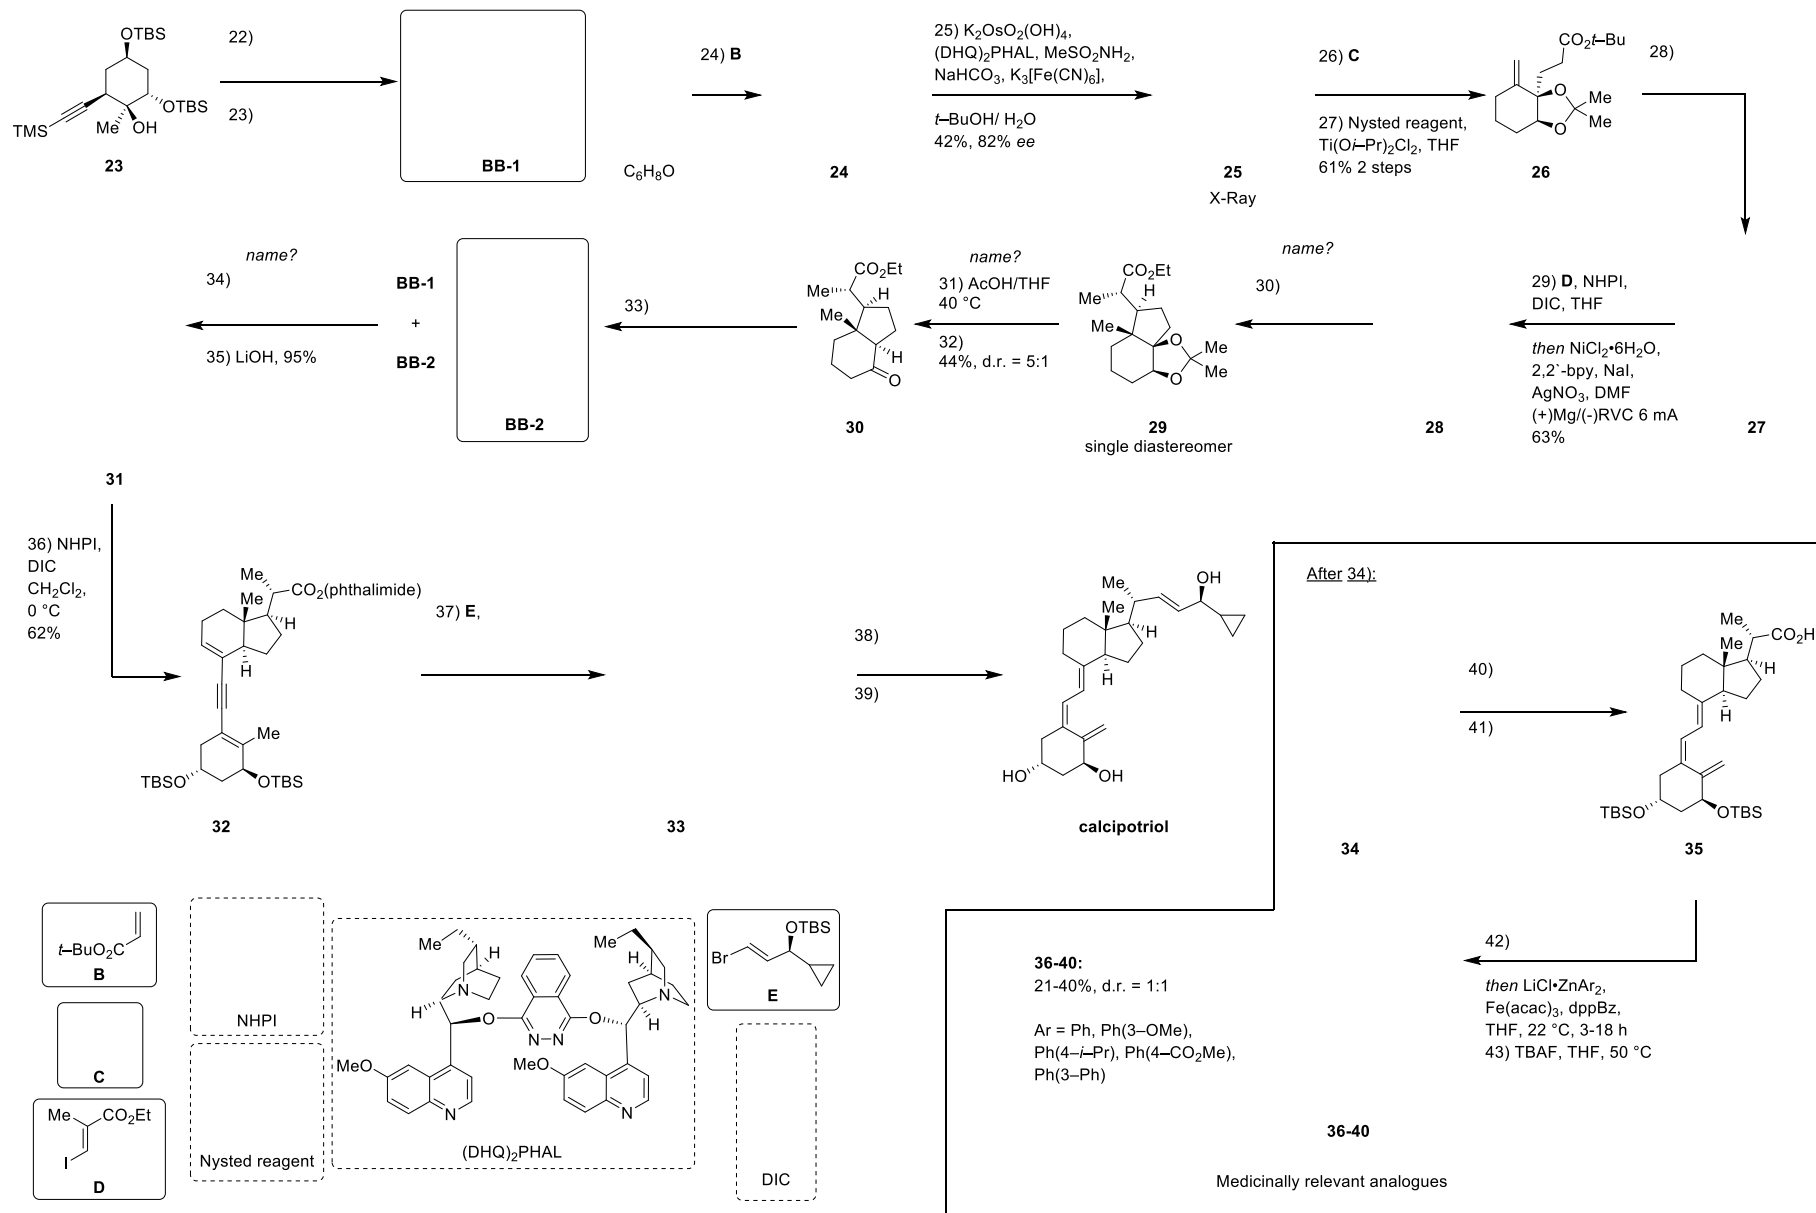 OTBS
OTBS
TMS
Me
OH
23
22)
23)
BB-1
C6H8O
24) B
24
25) K2OsO2(OH)4,
(DHQ)2PHAL, MeSO2NH2,
NaHCO3, K3[Fe(CN)6],
t–BuOH/ H2O
42%, 82% ee
25
X-Ray
26) C
27) Nysted reagent,
Ti(Oi–Pr)2Cl2, THF
61% 2 steps
CO2t–Bu
O
O
Me
Me
26
28)
name?
34)
35) LiOH, 95%
BB-1
+
BB-2
BB-2
33)
CO2Et
Me
H
Me
H
O
30
name?
31) AcOH/THF
40 °C
32)
44%, d.r. = 5:1
CO2Et
Me
H
Me
O
O
Me
Me
29
single diastereomer
name?
30)
28
29) D, NHPI,
DIC, THF
then NiCl2•6H2O,
2,2`-bpy, NaI,
AgNO3, DMF
(+)Mg/(-)RVC 6 mA
63%
27
31
36) NHPI,
DIC
CH2Cl2,
0 °C
62%
Me
CO2(phthalimide)
Me
H
H
Me
TBSO
OTBS
32
37) E,
33
38)
39)
OH
Me
Me
H
H
HO
OH
calcipotriol
After 34):
34
40)
41)
Me
CO2H
Me
H
H
TBSO
OTBS
35
42)
then LiCl•ZnAr2,
Fe(acac)3, dppBz,
THF, 22 °C, 3-18 h
43) TBAF, THF, 50 °C
36-40:
21-40%, d.r. = 1:1
Ar = Ph, Ph(3–OMe),
Ph(4–i–Pr), Ph(4–CO2Me),
Ph(3–Ph)
36-40
Medicinally relevant analogues
t–BuO2C
B
C
Me
CO2Et
I
D
NHPI
Nysted reagent
Me
H
N
H
O
N
N
O
MeO
N
Me
H
N
H
MeO
N
(DHQ)2PHAL
OTBS
Br
E
DIC